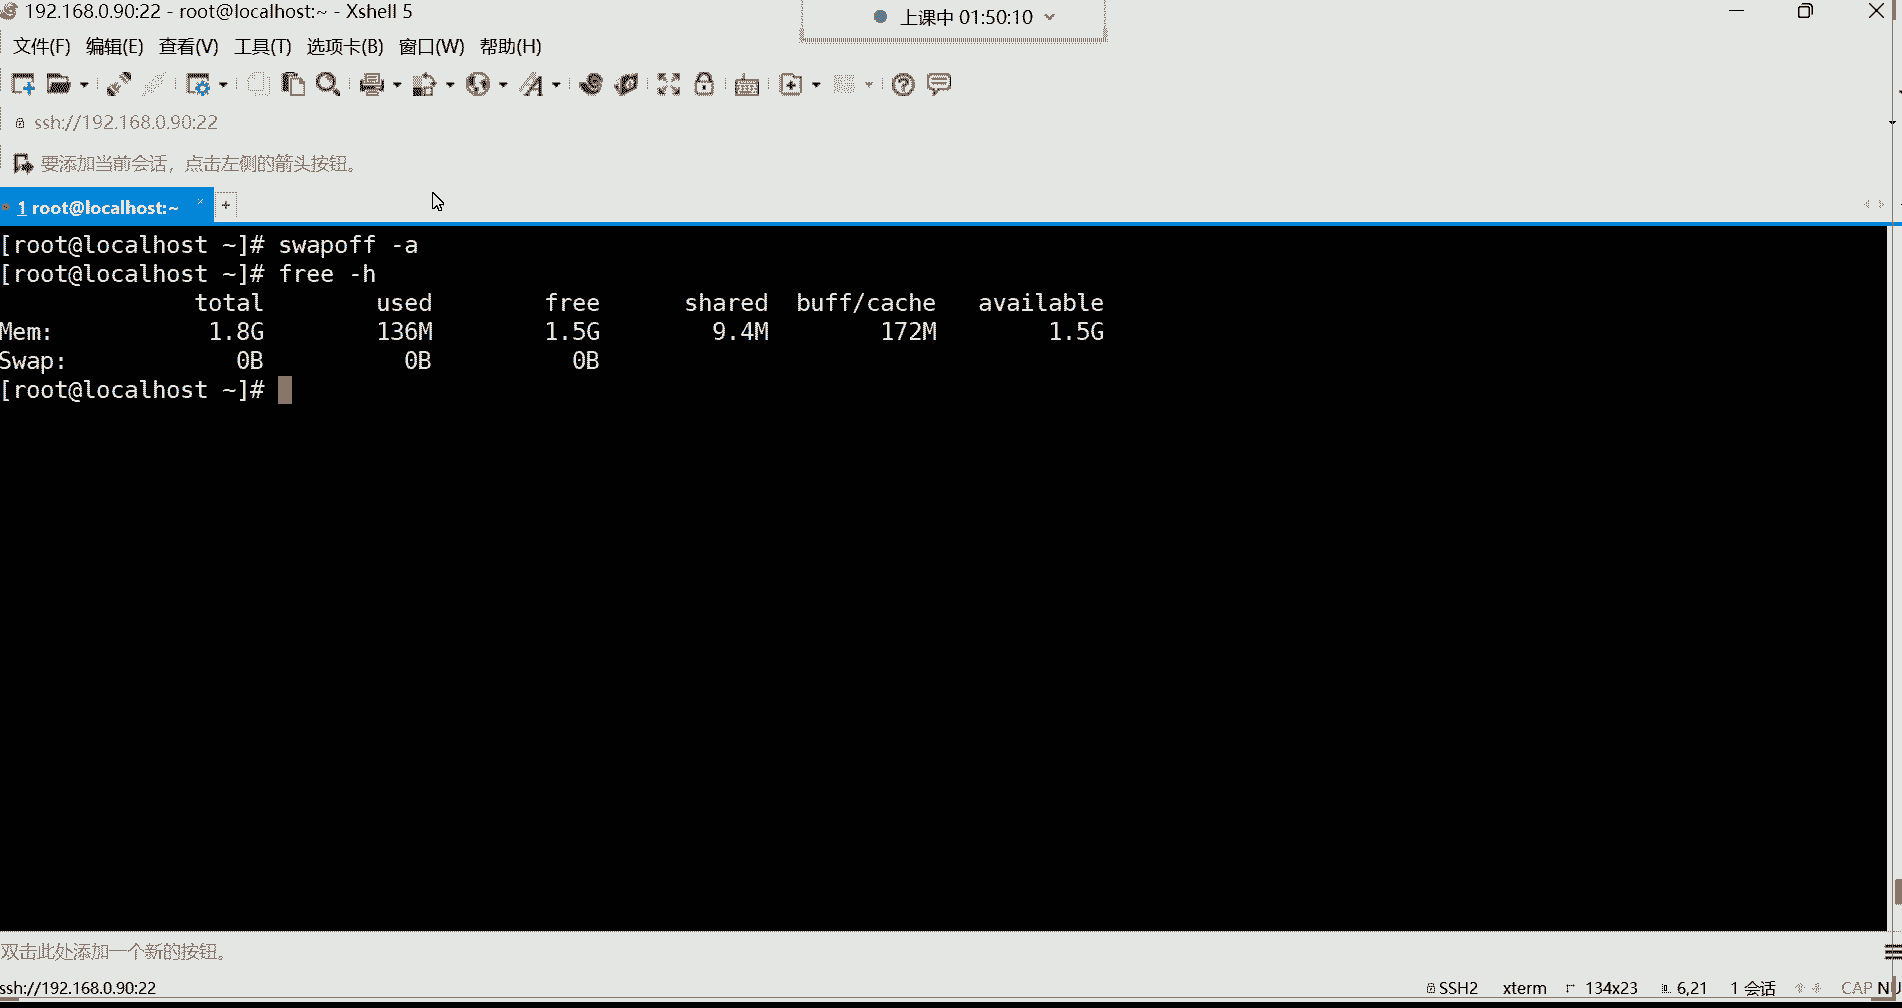 192.168.0.90:22 - root@localhost:~ - Xshell 5
上课中 01:50:10
文件(F) 编辑(E) 查看(V) 工具(T) 选项卡(B) 窗口(W) 帮助(H)
ssh://192.168.0.90:22
要添加当前会话，点击左侧的箭头按钮。
1 root@localhost:~ × +
[root@localhost ~]# swapoff -a
[root@localhost ~]# free -h
total used free shared buff/cache available
Mem: 1.8G 136M 1.5G 9.4M 172M 1.5G
Swap: 0B 0B 0B
[root@localhost ~]#
双击此处添加一个新的按钮。
ssh://192.168.0.90:22 SSH2 xterm 134x23 6,21 1 会话 CAP